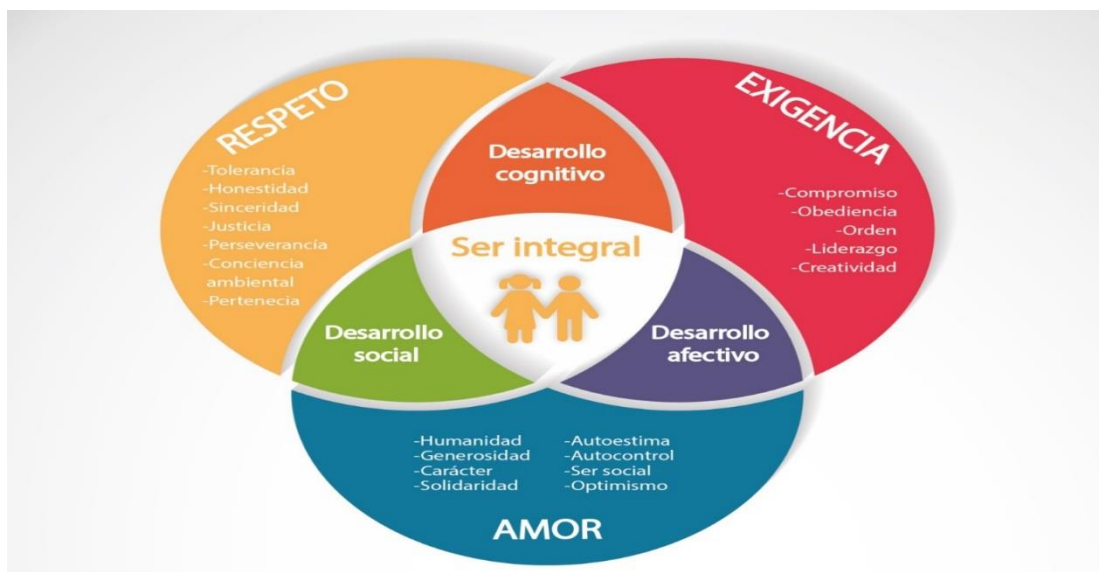 RESPETO
-Tolerancia
-Honestidad
-Sinceridad
-Justicia
-Perseverancia
-Conciencia
ambiental
-Pertenecia
EXIGENCIA
-Compromiso
-Obediencia
-Orden
-Liderazgo
-Creatividad
Desarrollo
cognitivo
Ser integral
Desarrollo
social
Desarrollo
afectivo
-Humanidad
-Generosidad
-Carácter
-Solidaridad
-Autoestima
-Autocontrol
-Ser social
-Optimismo
AMOR